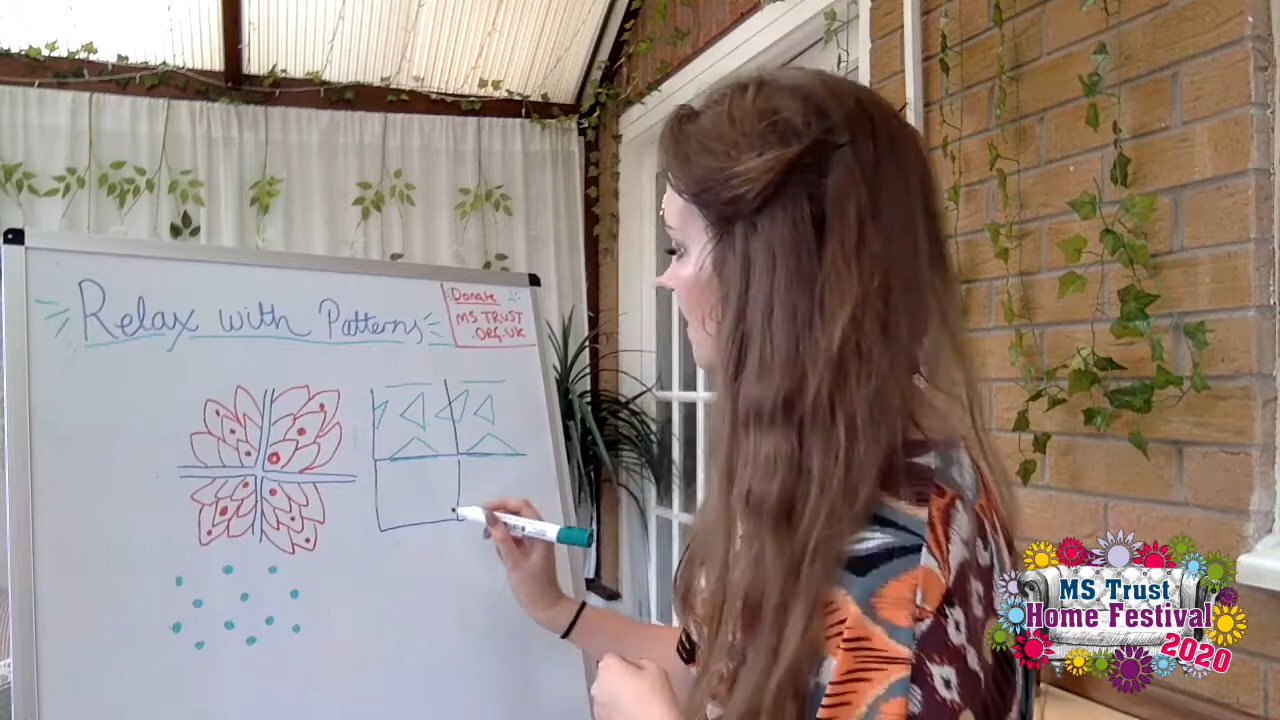 Relax with Patterns
Donate
MS TRUST
.ORG.UK
MS Trust
Home Festival
2020